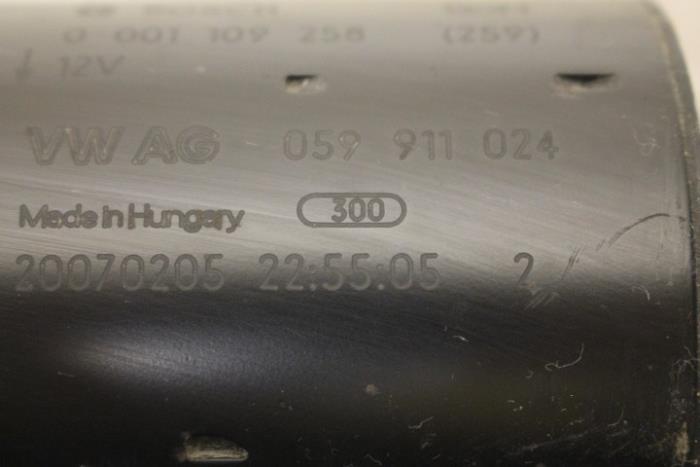 BOSCH
0 001 109 258 (259)
12V
VW AG 059 911 024
Made in Hungary 300
20070205 22:55:05 2